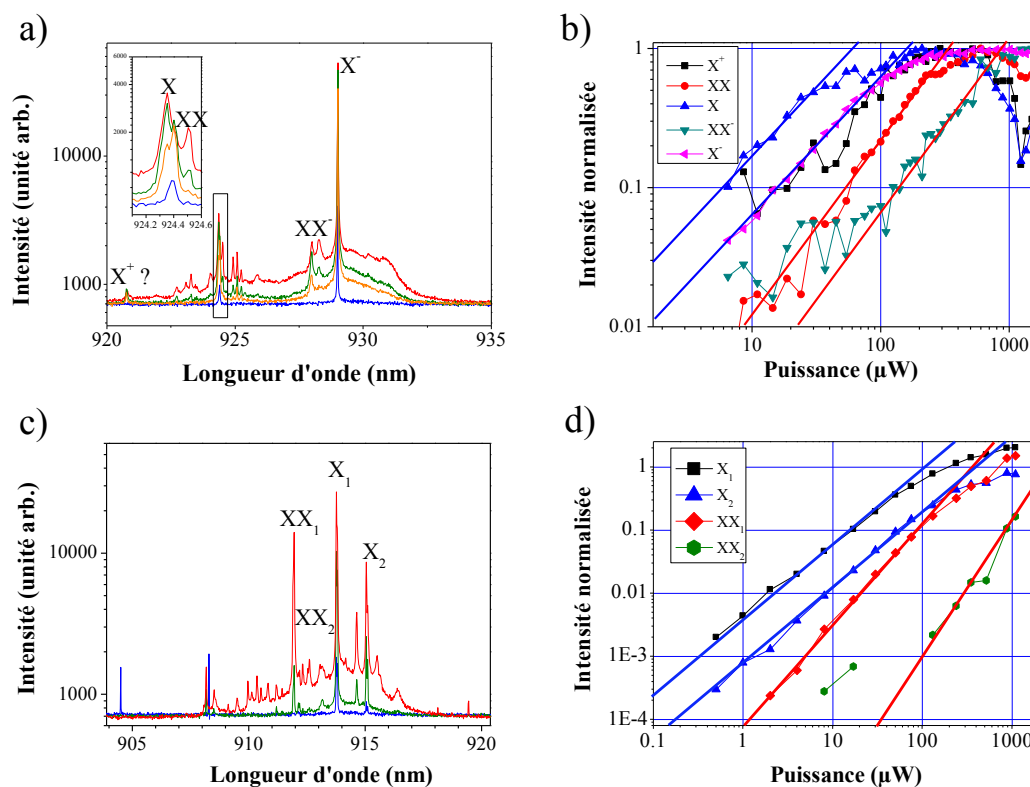 a)
Intensité (unité arb.)
10000
1000
X⁺ ?
XX⁻
X⁻
6000
4000
2000
X
XX
924.2 924.4 924.6
920 925 930 935
Longueur d'onde (nm)
b)
Intensité normalisée
1
0.1
0.01
X⁺
XX
X
XX⁻
X⁻
10 100 1000
Puissance (µW)
c)
Intensité (unité arb.)
10000
1000
XX₁
XX₂
X₁
X₂
905 910 915 920
Longueur d'onde (nm)
d)
Intensité normalisée
1
0.1
0.01
1E-3
1E-4
X₁
X₂
XX₁
XX₂
0.1 1 10 100 1000
Puissance (µW)